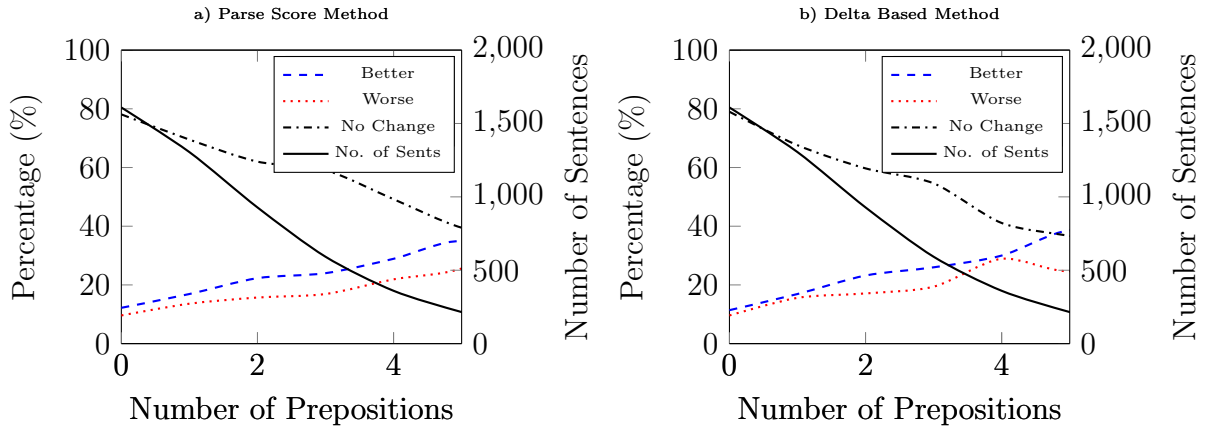 a) Parse Score Method
100
80
60
40
20
0
Percentage (%)
2,000
1,500
1,000
500
0
Number of Sentences
Better
Worse
No Change
No. of Sents
0 2 4
Number of Prepositions
b) Delta Based Method
100
80
60
40
20
0
Percentage (%)
2,000
1,500
1,000
500
0
Number of Sentences
Better
Worse
No Change
No. of Sents
0 2 4
Number of Prepositions